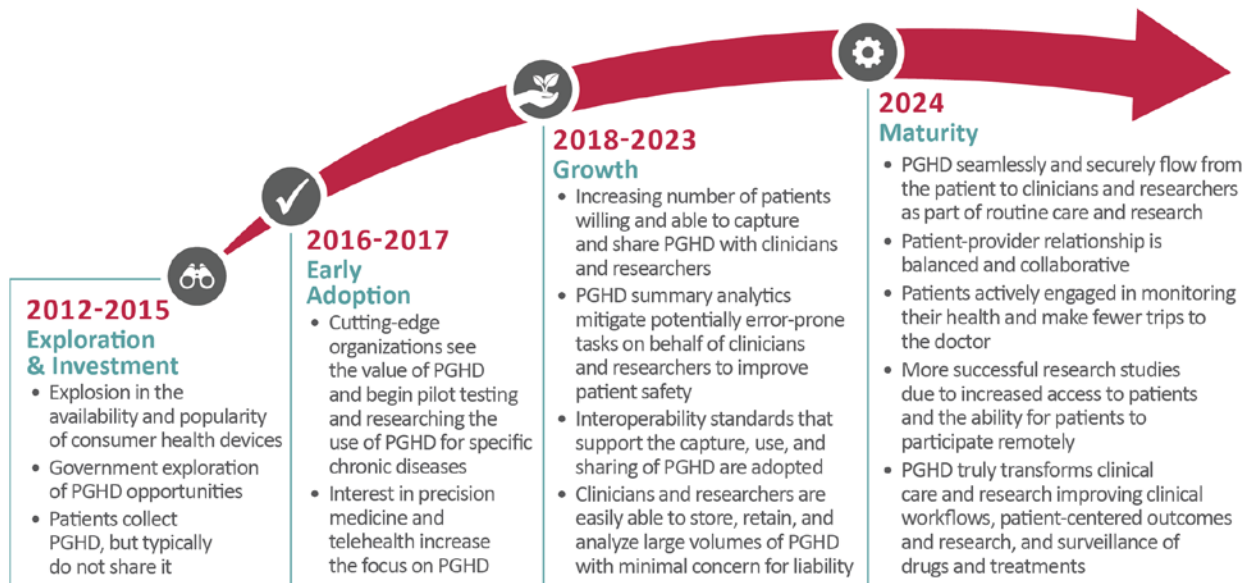 2012-2015
Exploration
& Investment
• Explosion in the
availability and popularity
of consumer health devices
• Government exploration
of PGHD opportunities
• Patients collect
PGHD, but typically
do not share it
2016-2017
Early
Adoption
• Cutting-edge
organizations see
the value of PGHD
and begin pilot testing
and researching the
use of PGHD for specific
chronic diseases
• Interest in precision
medicine and
telehealth increase
the focus on PGHD
2018-2023
Growth
• Increasing number of patients
willing and able to capture
and share PGHD with clinicians
and researchers
• PGHD summary analytics
mitigate potentially error-prone
tasks on behalf of clinicians
and researchers to improve
patient safety
• Interoperability standards that
support the capture, use, and
sharing of PGHD are adopted
• Clinicians and researchers are
easily able to store, retain, and
analyze large volumes of PGHD
with minimal concern for liability
2024
Maturity
• PGHD seamlessly and securely flow from
the patient to clinicians and researchers
as part of routine care and research
• Patient-provider relationship is
balanced and collaborative
• Patients actively engaged in monitoring
their health and make fewer trips to
the doctor
• More successful research studies
due to increased access to patients
and the ability for patients to
participate remotely
• PGHD truly transforms clinical
care and research improving clinical
workflows, patient-centered outcomes
and research, and surveillance of
drugs and treatments